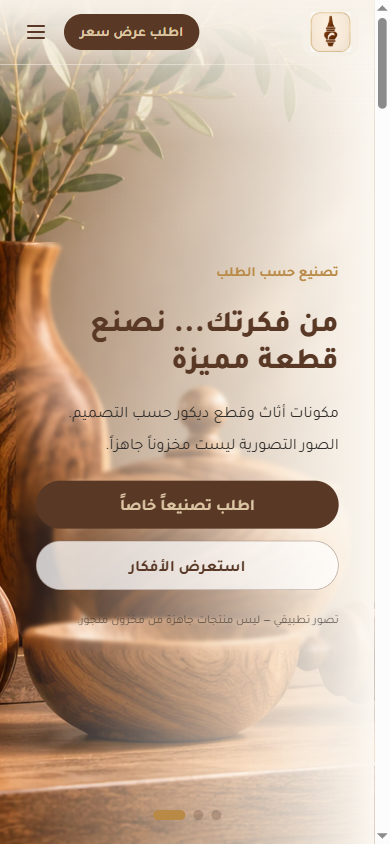 اطلب عرض سعر
تصنيع حسب الطلب
من فكرتك... نصنع
قطعة مميزة
مكونات أثاث وقطع ديكور حسب التصميم.
الصور التصورية ليست مخزوناً جاهزاً.
اطلب تصنيعاً خاصاً
استعرض الأفكار
تصور تطبيقي – ليس منتجات جاهزة من مخزون متجور.